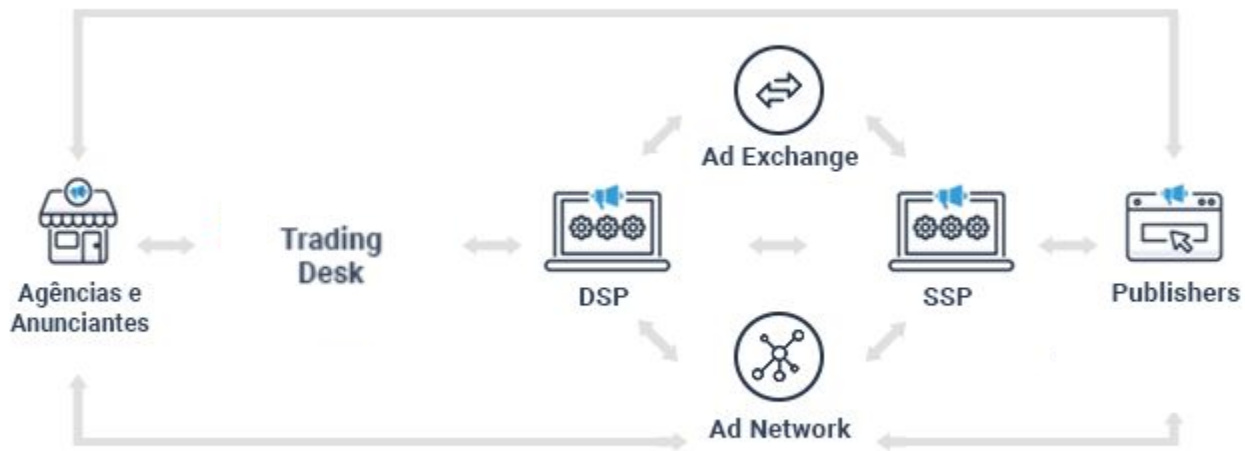 Ad Exchange
Agências e
Anunciantes
Trading
Desk
DSP
SSP
Publishers
Ad Network